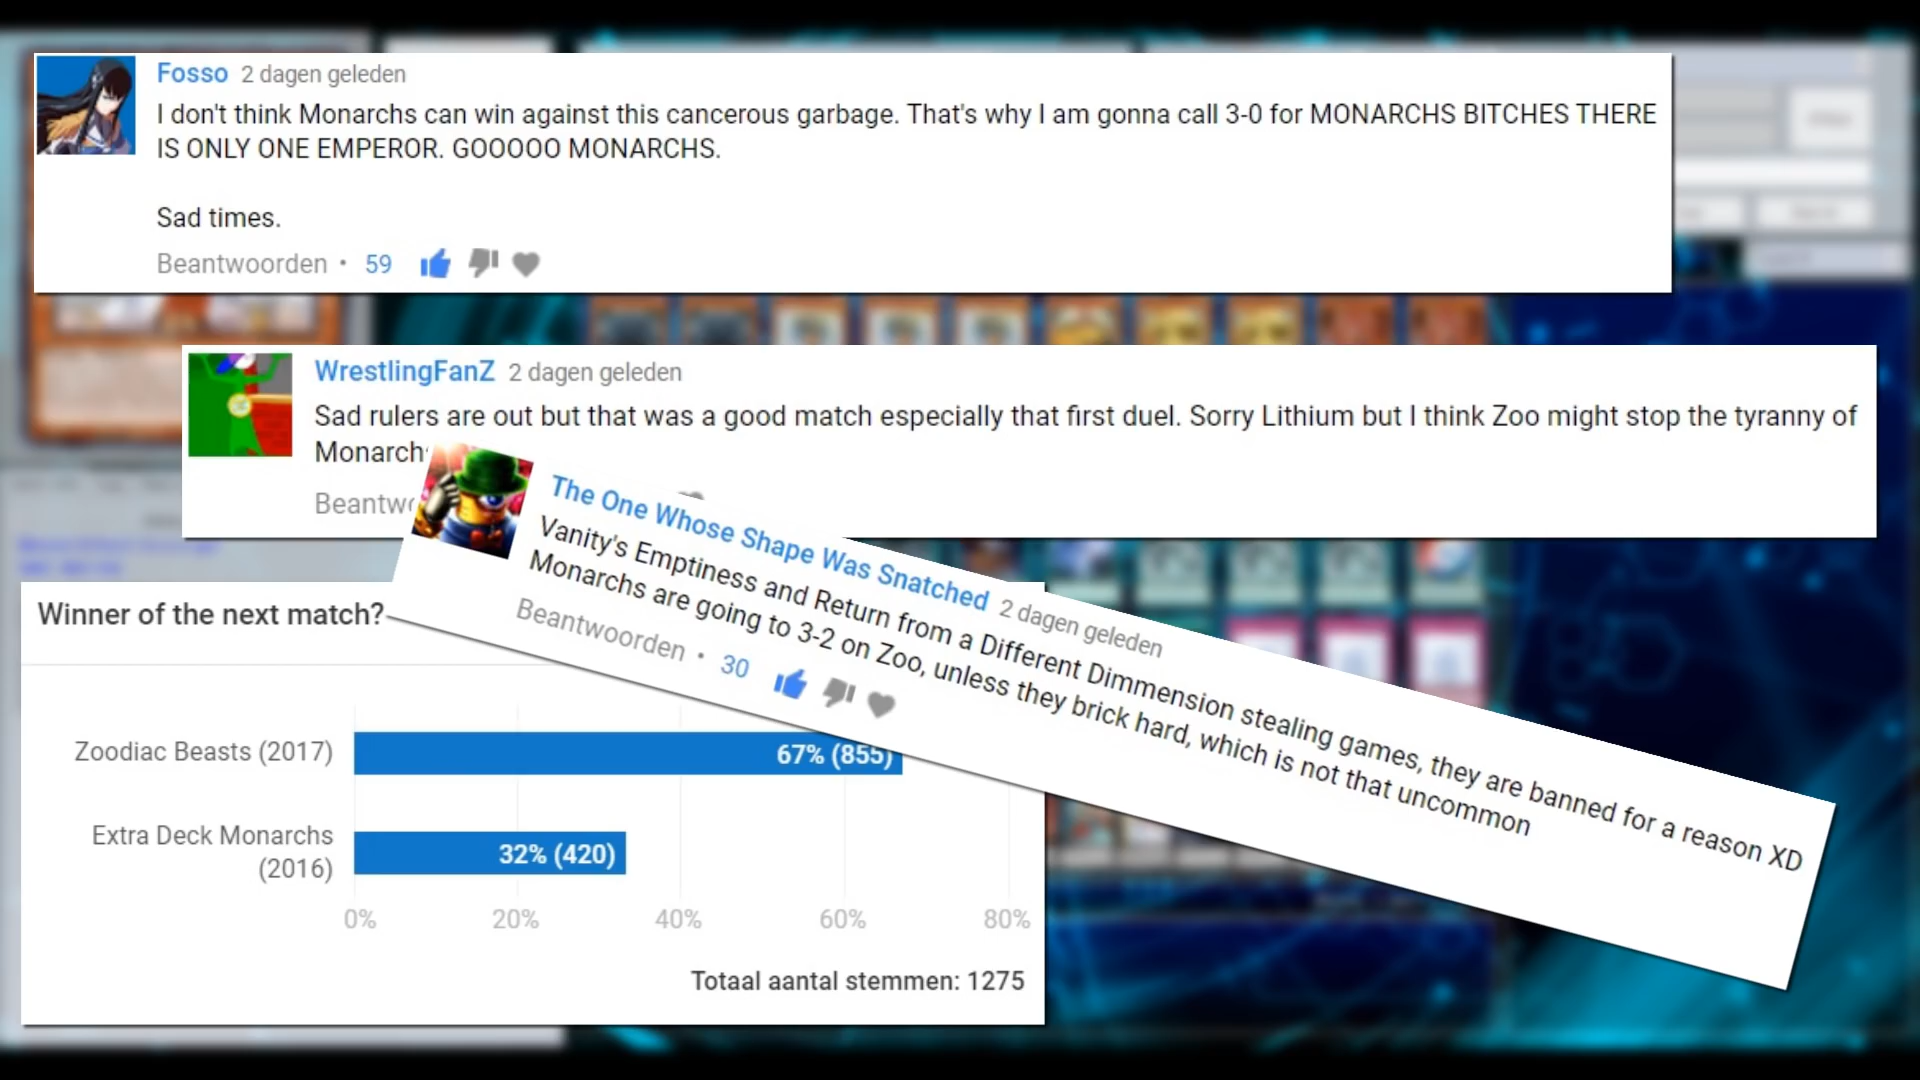 Fosso 2 dagen geleden
I don't think Monarchs can win against this cancerous garbage. That's why I am gonna call 3-0 for MONARCHS BITCHES THERE
IS ONLY ONE EMPEROR. GOOOOO MONARCHS.
Sad times.
Beantwoorden • 59
WrestlingFanZ 2 dagen geleden
Sad rulers are out but that was a good match especially that first duel. Sorry Lithium but I think Zoo might stop the tyranny of
Monarch
Beantwo
The One Whose Shape Was Snatched 2 dagen geleden
Vanity's Emptiness and Return from a Different Dimmension stealing games, they are banned for a reason XD
Monarchs are going to 3-2 on Zoo, unless they brick hard, which is not that uncommon
Beantwoorden • 30
Winner of the next match?
Zoodiac Beasts (2017)
67% (855)
Extra Deck Monarchs
(2016)
32% (420)
0% 20% 40% 60% 80%
Totaal aantal stemmen: 1275